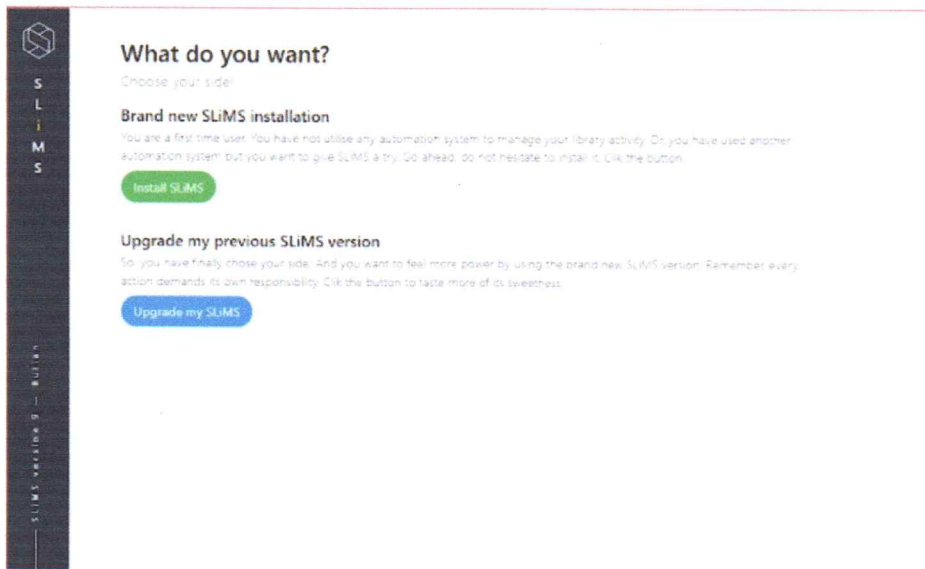 S
L
i
M
S
SLiMS version 9 — Bulian
What do you want?
Choose your side!
Brand new SLiMS installation
You are a first time user. You have not utilise any automation system to manage your library activity. Or, you have used another
automation system but you want to give SLiMS a try. Go ahead, do not hesitate to install it. Clik the button.
Install SLiMS
Upgrade my previous SLiMS version
So, you have finally chose your side. And you want to feel more power by using the brand new SLiMS version. Remember, every
action demands its own responsibility. Clik the button to taste more of its sweetness.
Upgrade my SLiMS